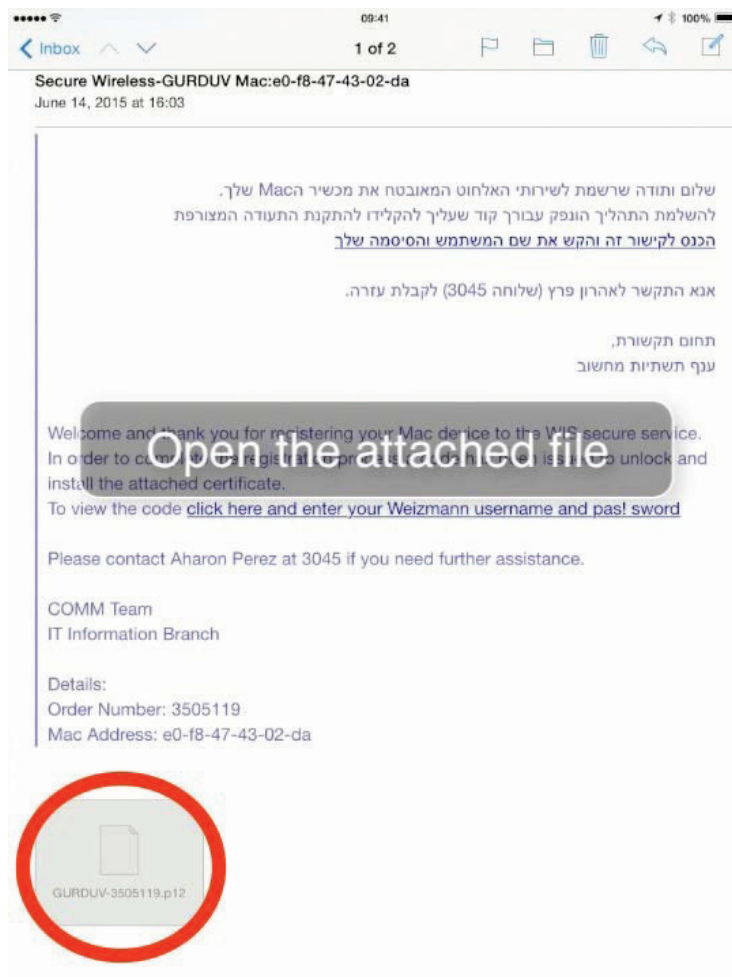 09:41
100%
Inbox
1 of 2
Secure Wireless-GURDUV Mac:e0-f8-47-43-02-da
June 14, 2015 at 16:03
שלום ותודה שרשמת לשירותי האלחוט המאובטח את מכשיר הMac שלך.
להשלמת התהליך הונפק עבורך קוד שעליך להקלידו להתקנת התעודה המצורפת
הכנס לקישור זה והקש את שם המשתמש והסיסמה שלך
אנא התקשר לאהרון פרץ (שלוחה 3045) לקבלת עזרה.
תחום תקשורת,
ענף תשתיות מחשוב
Welcome and thank you for registering your Mac device to the WIS secure service.
Open the attached file
In order to unlock and
install the attached certificate.
To view the code click here and enter your Weizmann username and pas! sword
Please contact Aharon Perez at 3045 if you need further assistance.
COMM Team
IT Information Branch
Details:
Order Number: 3505119
Mac Address: e0-f8-47-43-02-da
GURDUV-3505119.p12